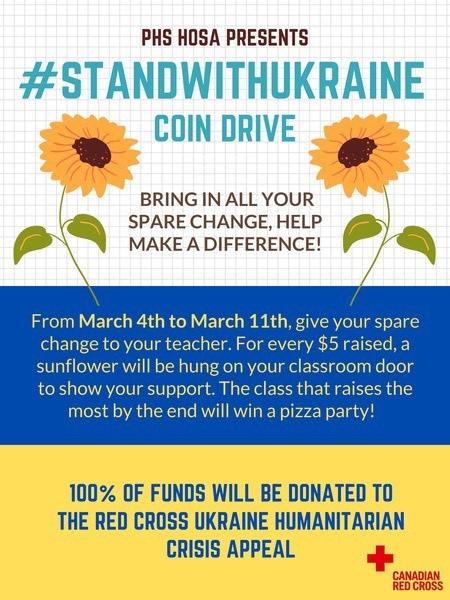 PHS HOSA PRESENTS
#STANDWITHUKRAINE
COIN DRIVE
BRING IN ALL YOUR
SPARE CHANGE, HELP
MAKE A DIFFERENCE!
From March 4th to March 11th, give your spare
change to your teacher. For every $5 raised, a
sunflower will be hung on your classroom door
to show your support. The class that raises the
most by the end will win a pizza party!
100% OF FUNDS WILL BE DONATED TO
THE RED CROSS UKRAINE HUMANITARIAN
CRISIS APPEAL
CANADIAN
RED CROSS